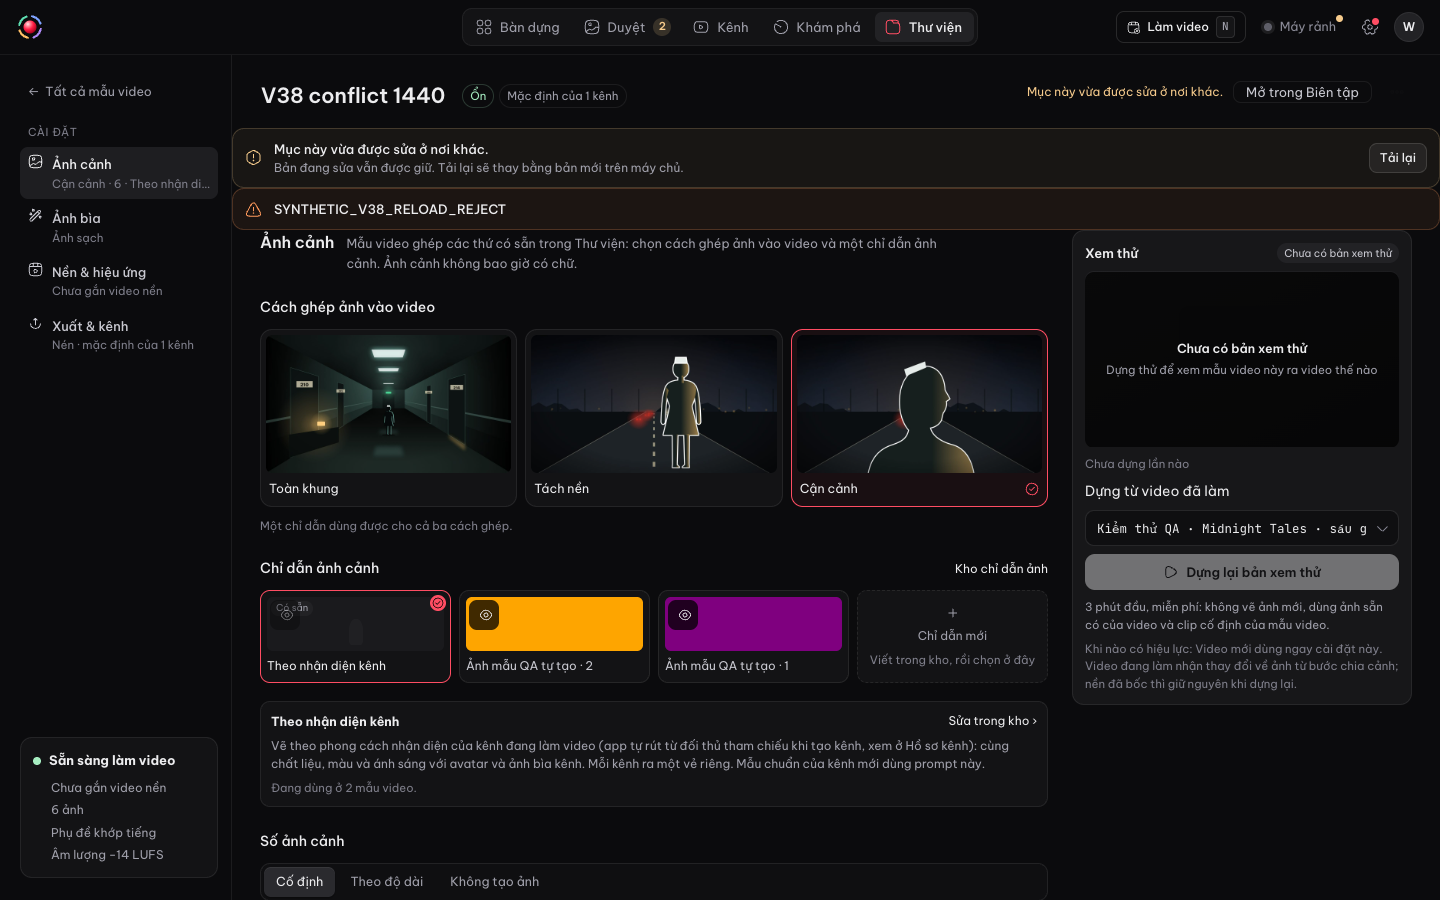 Bàn dựng
Duyệt 2
Kênh
Khám phá
Thư viện
Làm video N
Máy rảnh
W
← Tất cả mẫu video
CÀI ĐẶT
Ảnh cảnh
Cận cảnh · 6 · Theo nhận di...
Ảnh bìa
Ảnh sạch
Nền & hiệu ứng
Chưa gắn video nền
Xuất & kênh
Nén · mặc định của 1 kênh
Sẵn sàng làm video
Chưa gắn video nền
6 ảnh
Phụ đề khớp tiếng
Âm lượng -14 LUFS
V38 conflict 1440
Ổn
Mặc định của 1 kênh
Mục này vừa được sửa ở nơi khác.
Mở trong Biên tập
Mục này vừa được sửa ở nơi khác.
Bản đang sửa vẫn được giữ. Tải lại sẽ thay bằng bản mới trên máy chủ.
Tải lại
SYNTHETIC_V38_RELOAD_REJECT
Ảnh cảnh
Mẫu video ghép các thứ có sẵn trong Thư viện: chọn cách ghép ảnh vào video và một chỉ dẫn ảnh
cảnh. Ảnh cảnh không bao giờ có chữ.
Cách ghép ảnh vào video
Toàn khung
Tách nền
Cận cảnh
Một chỉ dẫn dùng được cho cả ba cách ghép.
Chỉ dẫn ảnh cảnh
Kho chỉ dẫn ảnh
Có sẵn
Theo nhận diện kênh
Ảnh mẫu QA tự tạo · 2
Ảnh mẫu QA tự tạo · 1
+
Chỉ dẫn mới
Viết trong kho, rồi chọn ở đây
Theo nhận diện kênh
Sửa trong kho ›
Vẽ theo phong cách nhận diện của kênh đang làm video (app tự rút từ đối thủ tham chiếu khi tạo kênh, xem ở Hồ sơ kênh): cùng
chất liệu, màu và ánh sáng với avatar và ảnh bìa kênh. Mỗi kênh ra một vẻ riêng. Mẫu chuẩn của kênh mới dùng prompt này.
Đang dùng ở 2 mẫu video.
Số ảnh cảnh
Cố định
Theo độ dài
Không tạo ảnh
Xem thử
Chưa có bản xem thử
Chưa có bản xem thử
Dựng thử để xem mẫu video này ra video thế nào
Chưa dựng lần nào
Dựng từ video đã làm
Kiểm thử QA · Midnight Tales · sáu g
Dựng lại bản xem thử
3 phút đầu, miễn phí: không vẽ ảnh mới, dùng ảnh sẵn
có của video và clip cố định của mẫu video.
Khi nào có hiệu lực: Video mới dùng ngay cài đặt này.
Video đang làm nhận thay đổi về ảnh từ bước chia cảnh;
nền đã bốc thì giữ nguyên khi dựng lại.